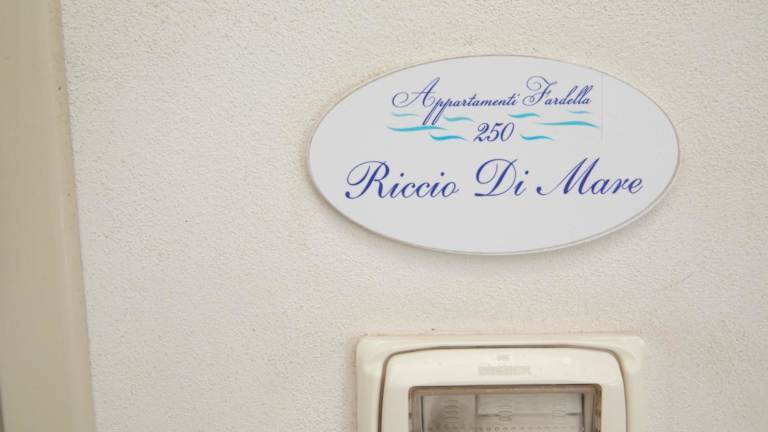 Appartamenti Fardella
250
Riccio Di Mare